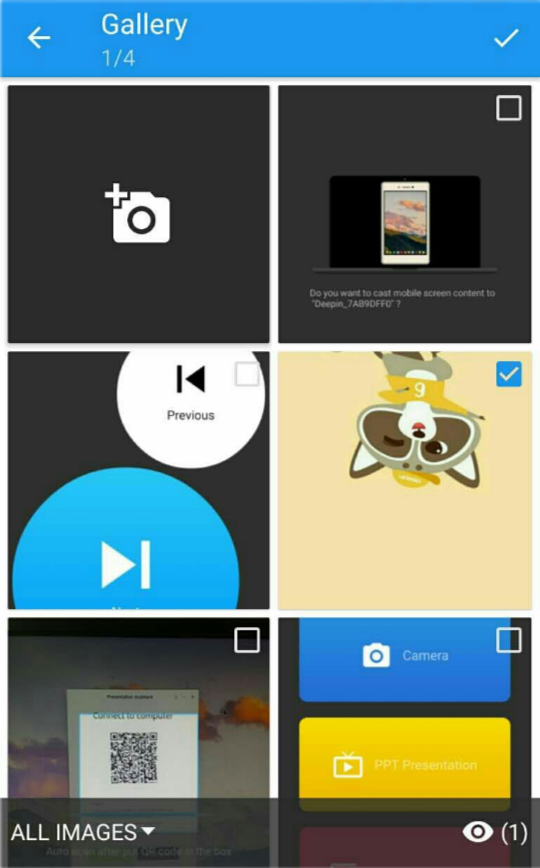 Gallery
1/4
Do you want to cast mobile screen content to
"Deepin_7AB9DFF0" ?
Previous
9
Presentation Assistant
Connect to computer
Camera
PPT Presentation
ALL IMAGES
(1)
Auto scan after put QR code in the box